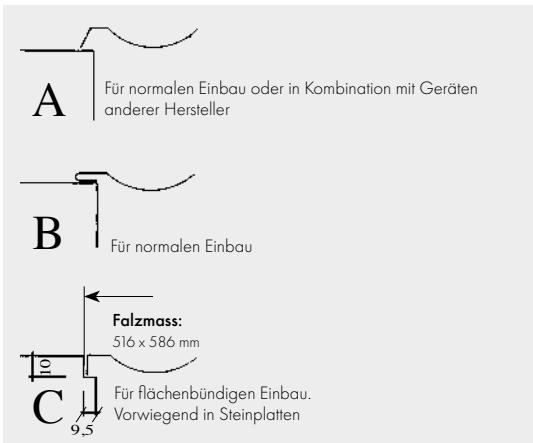 A
Für normalen Einbau oder in Kombination mit Geräten
anderer Hersteller
B
Für normalen Einbau
Falzmass:
516 x 586 mm
10
C
Für flächenbündigen Einbau.
Vorwiegend in Steinplatten
9,5